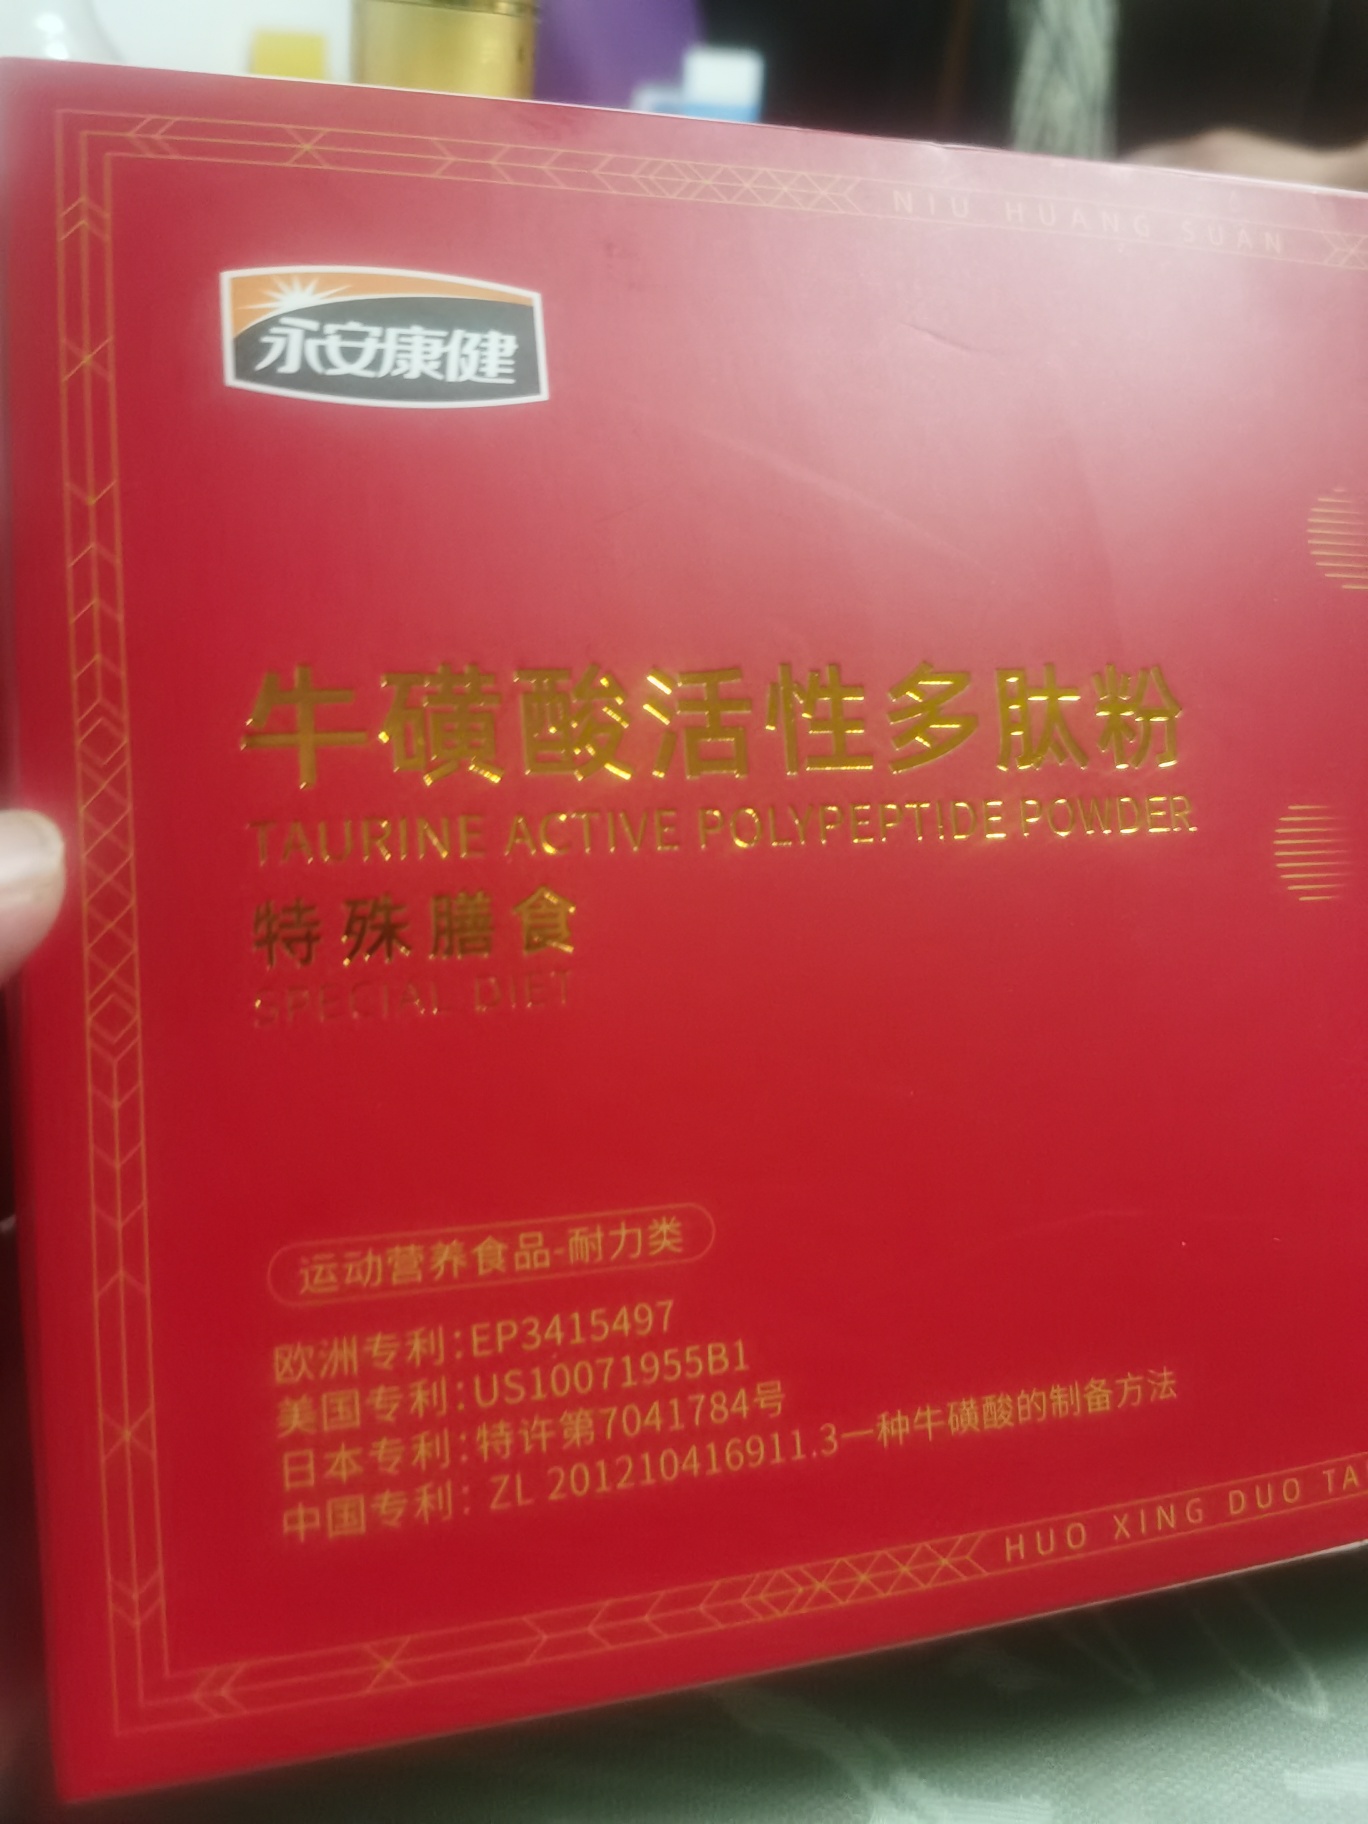 NIU HUANG SUAN
永安康健
牛磺酸活性多肽粉
TAURINE ACTIVE POLYPEPTIDE POWDER
特殊膳食
SPECIAL DIET
运动营养食品-耐力类
欧洲专利:EP3415497
美国专利:US10071955B1
日本专利:特许第7041784号
中国专利: ZL 201210416911.3一种牛磺酸的制备方法
HUO XING DUO